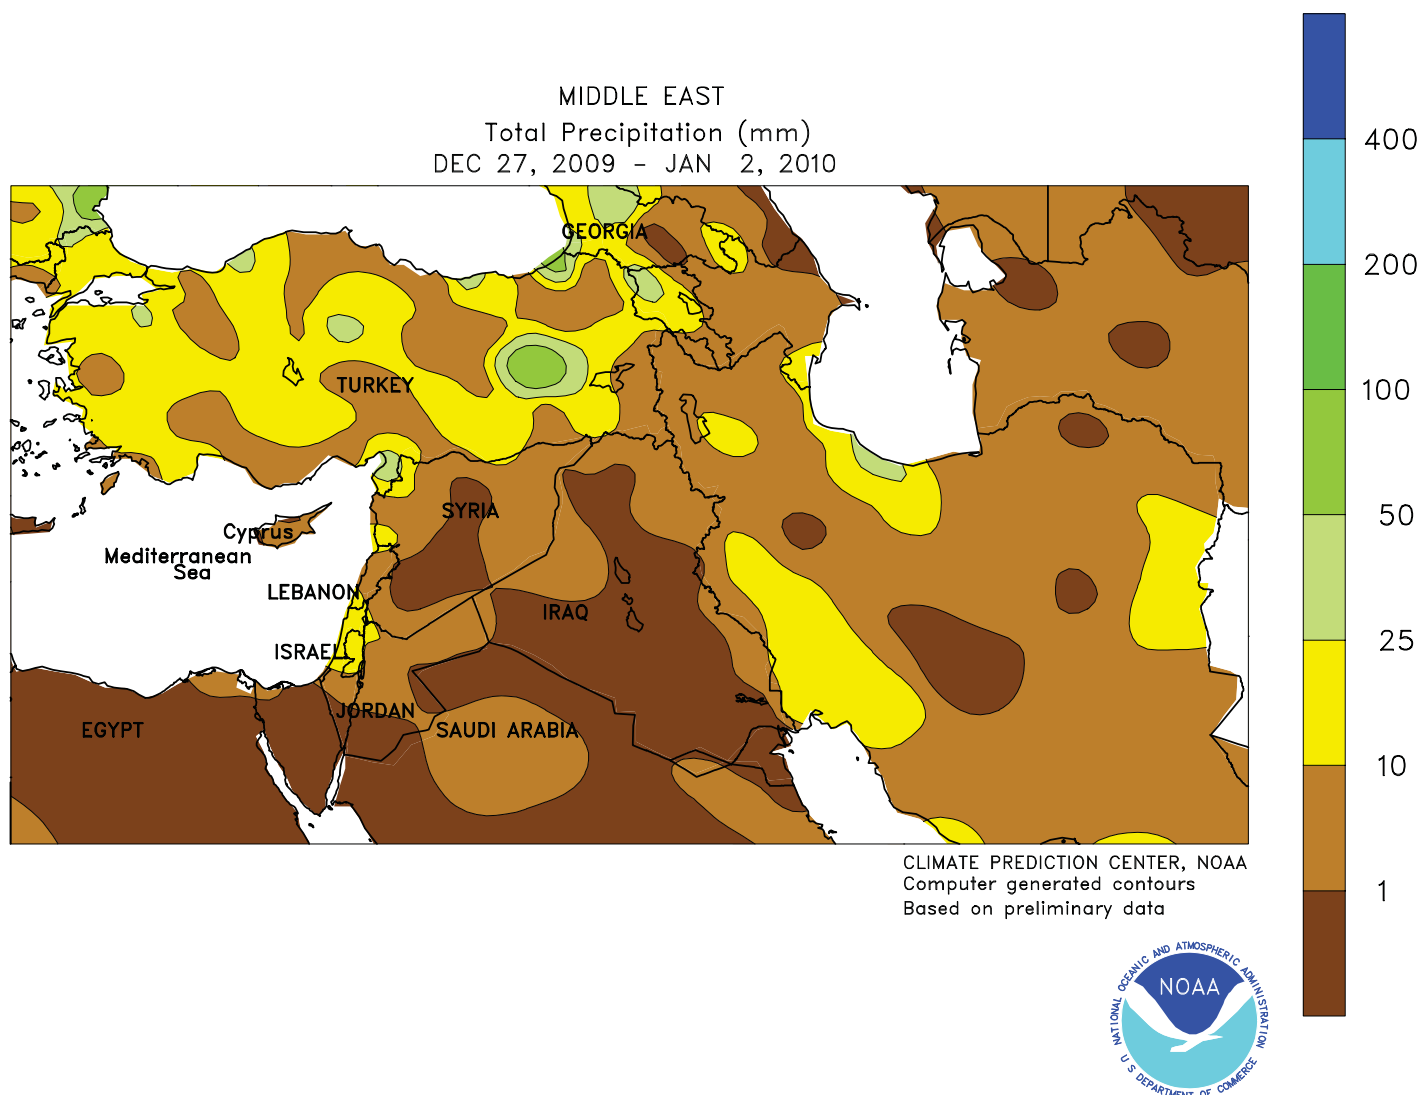 MIDDLE EAST
Total Precipitation (mm)
DEC 27, 2009 - JAN 2, 2010
400
200
100
50
25
10
1
GEORGIA
TURKEY
SYRIA
Cyprus
Mediterranean
Sea
LEBANON
IRAQ
ISRAEL
JORDAN
EGYPT
SAUDI ARABIA
CLIMATE PREDICTION CENTER, NOAA
Computer generated contours
Based on preliminary data
NATIONAL OCEANIC AND ATMOSPHERIC ADMINISTRATION
NOAA
U S DEPARTMENT OF COMMERCE